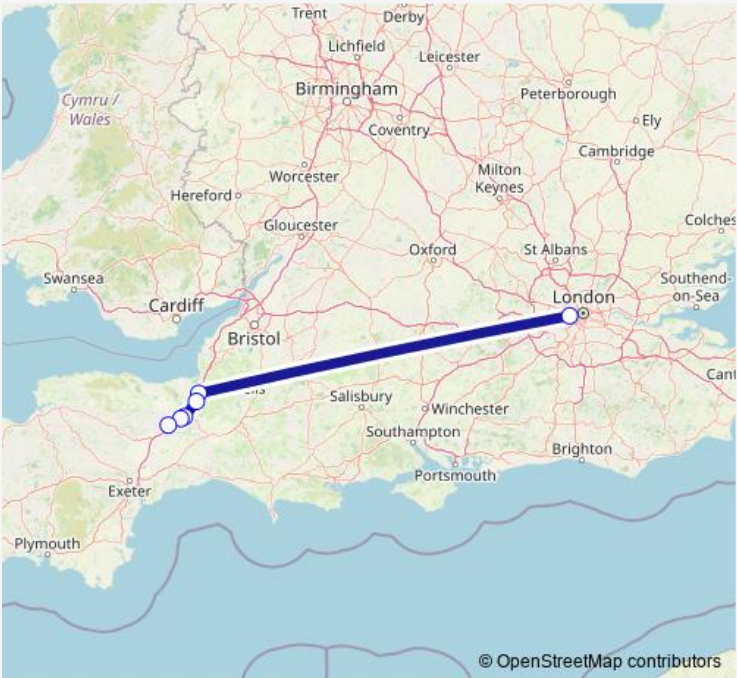 Trent
Derby
Lichfield
Leicester
Birmingham
Peterborough
Cymru /
Wales
Ely
Coventry
Cambridge
Worcester
Milton
Keynes
Hereford
Gloucester
Colches
Oxford
St Albans
Swansea
Southend-
on-Sea
Cardiff
London
Bristol
Cant
Salisbury
Winchester
Southampton
Brighton
Portsmouth
Exeter
Plymouth
© OpenStreetMap contributors